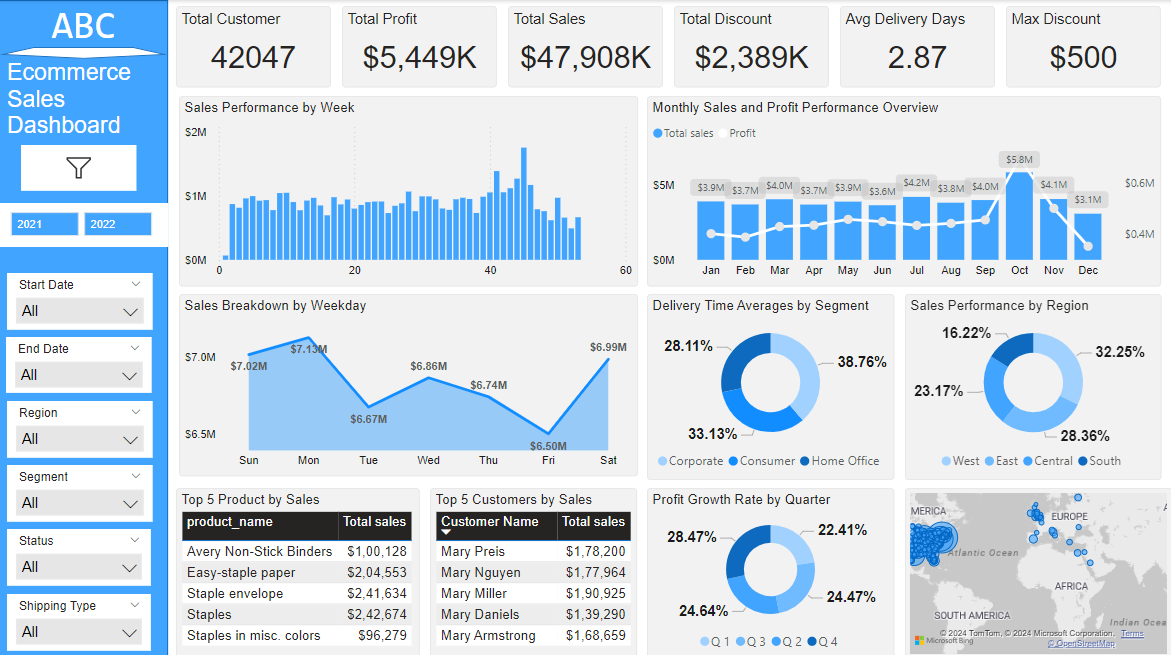 ABC
Ecommerce
Sales
Dashboard
2021 2022
Start Date
All
End Date
All
Region
All
Segment
All
Status
All
Shipping Type
All
Total Customer
42047
Total Profit
$5,449K
Total Sales
$47,908K
Total Discount
$2,389K
Avg Delivery Days
2.87
Max Discount
$500
Sales Performance by Week
$2M
$1M
$0M
0 20 40 60
Monthly Sales and Profit Performance Overview
Total sales Profit
$5M
$0M
$3.9M $3.7M $4.0M $3.7M $3.9M $3.6M $4.2M $3.8M $4.0M $5.8M $4.1M $3.1M
$0.6M
$0.4M
Jan Feb Mar Apr May Jun Jul Aug Sep Oct Nov Dec
Sales Breakdown by Weekday
$7.0M
$6.5M
$7.02M $7.13M $6.67M $6.86M $6.74M $6.50M $6.99M
Sun Mon Tue Wed Thu Fri Sat
Delivery Time Averages by Segment
28.11%
38.76%
33.13%
Corporate Consumer Home Office
Sales Performance by Region
16.22%
32.25%
23.17%
28.36%
West East Central South
Top 5 Product by Sales
product_name Total sales
Avery Non-Stick Binders $1,00,128
Easy-staple paper $2,04,553
Staple envelope $2,41,634
Staples $2,42,674
Staples in misc. colors $96,279
Top 5 Customers by Sales
Customer Name Total sales
Mary Preis $1,78,200
Mary Nguyen $1,77,964
Mary Miller $1,90,925
Mary Daniels $1,39,290
Mary Armstrong $1,68,659
Profit Growth Rate by Quarter
28.47%
22.41%
24.64%
24.47%
Q 1 Q 3 Q 2 Q 4
MERICA
EUROPE
A
Atlantic Ocean
AFRICA
SOUTH AMERICA
Indian Ocea
© 2024 TomTom, © 2024 Microsoft Corporation, Terms
Microsoft Bing
© OpenStreetMap